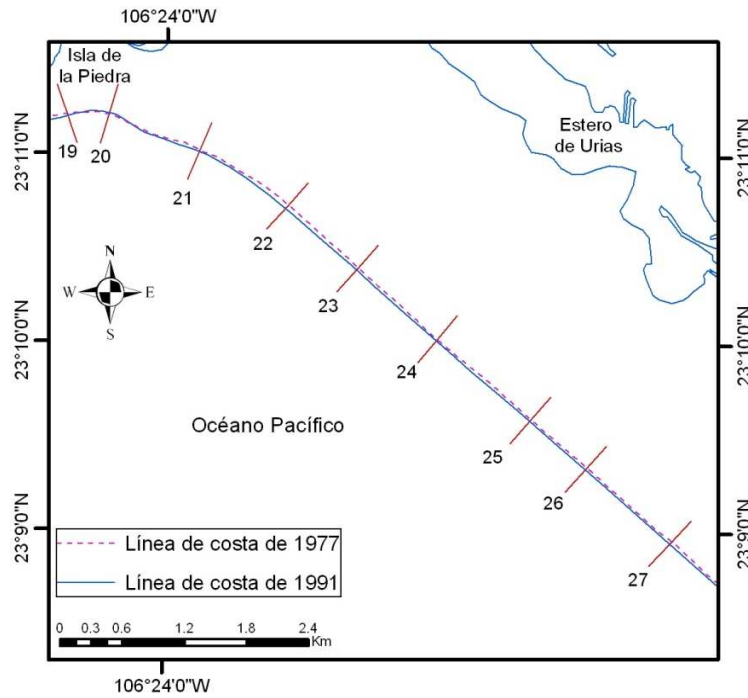 106°24'0"W
Isla de
la Piedra
19
20
21
22
23
24
25
26
27
Estero
de Urias
23°11'0"N
23°11'0"N
N
W
E
S
23°10'0"N
23°10'0"N
Océano Pacífico
23°9'0"N
23°9'0"N
Línea de costa de 1977
Línea de costa de 1991
0 0.3 0.6 1.2 1.8 2.4
Km
106°24'0"W